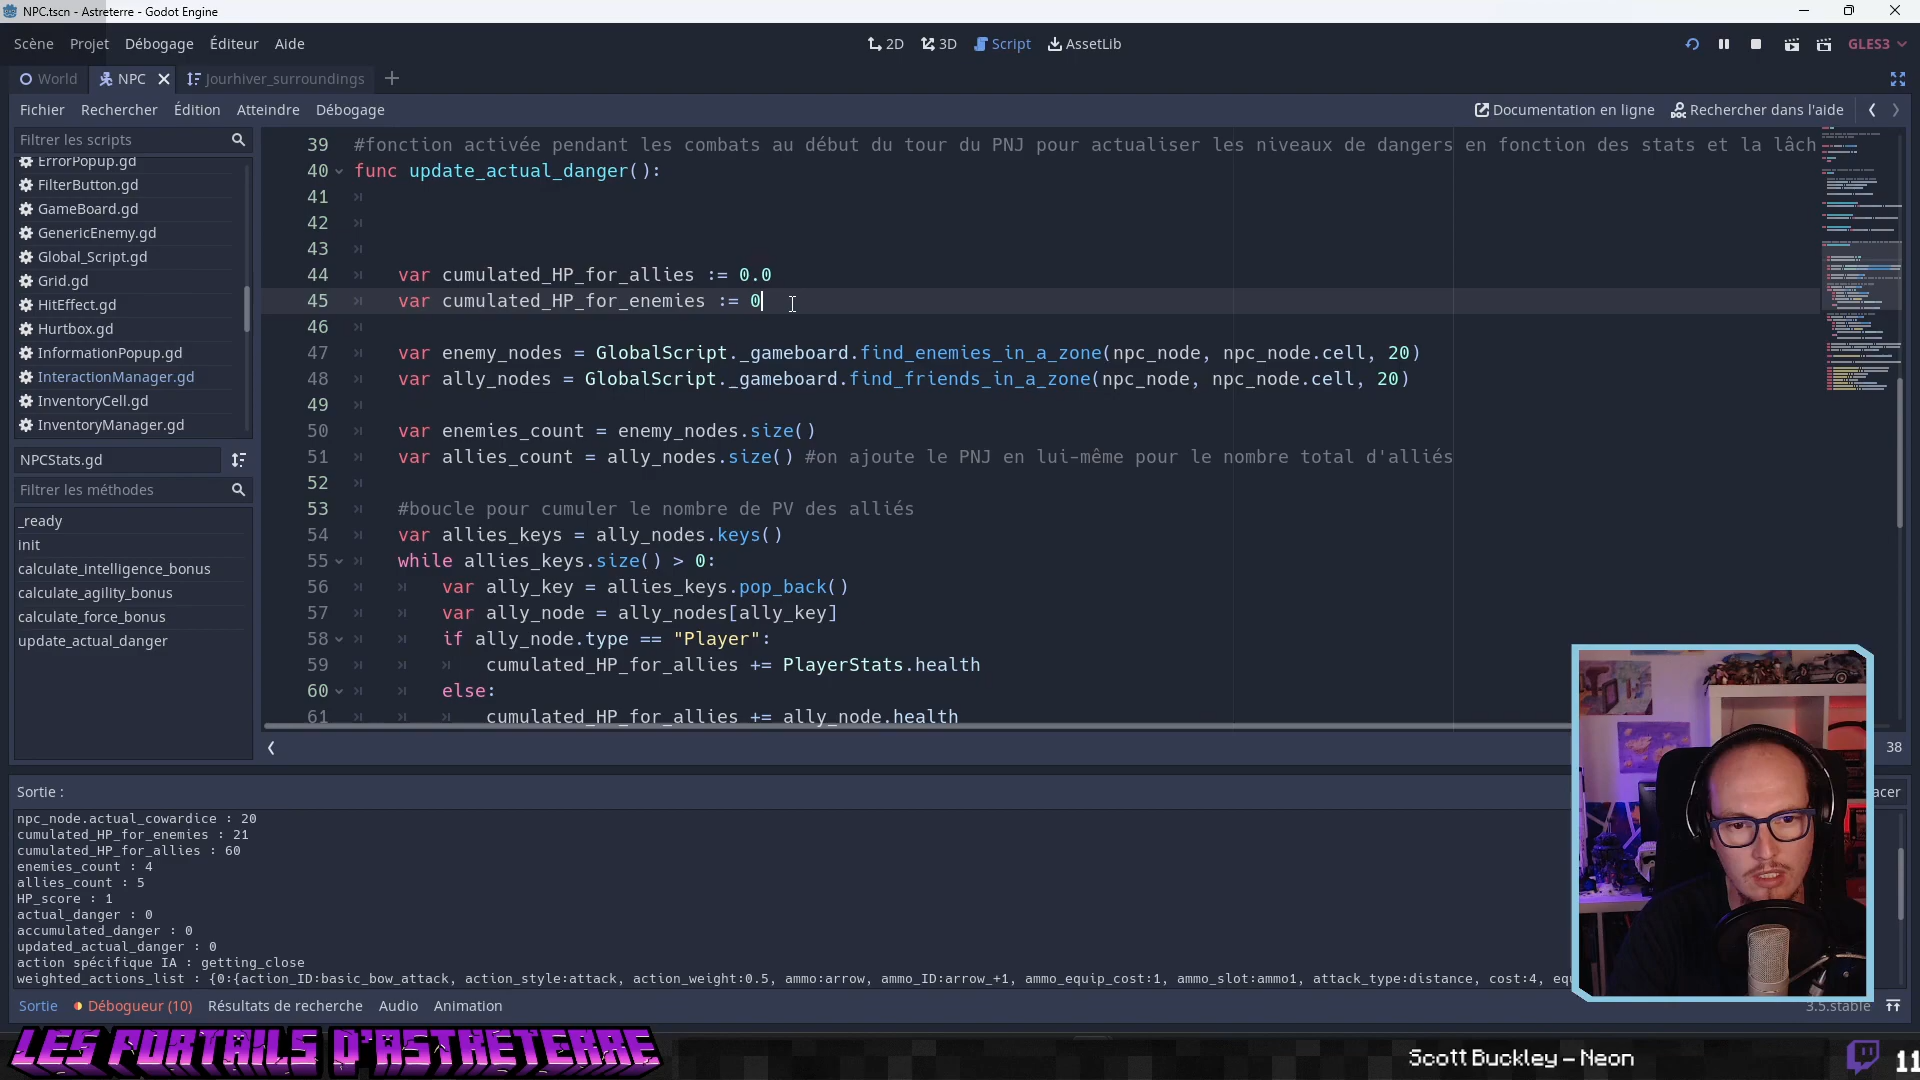 NPC.tscn - Astreterre - Godot Engine
Scène Projet Débogage Éditeur Aide
2D 3D Script AssetLib
GLES3
World NPC Jourhiver_surroundings
Fichier Rechercher Édition Atteindre Débogage
Documentation en ligne Rechercher dans l'aide
Filtrer les scripts
ErrorPopup.gd
FilterButton.gd
GameBoard.gd
GenericEnemy.gd
Global_Script.gd
Grid.gd
HitEffect.gd
Hurtbox.gd
InformationPopup.gd
InteractionManager.gd
InventoryCell.gd
InventoryManager.gd
NPCStats.gd
Filtrer les méthodes
_ready
init
calculate_intelligence_bonus
calculate_agility_bonus
calculate_force_bonus
update_actual_danger
39 #fonction activée pendant les combats au début du tour du PNJ pour actualiser les niveaux de dangers en fonction des stats et la lâch
40 func update_actual_danger():
41
42
43
44 var cumulated_HP_for_allies := 0.0
45 var cumulated_HP_for_enemies := 0
46
47 var enemy_nodes = GlobalScript._gameboard.find_enemies_in_a_zone(npc_node, npc_node.cell, 20)
48 var ally_nodes = GlobalScript._gameboard.find_friends_in_a_zone(npc_node, npc_node.cell, 20)
49
50 var enemies_count = enemy_nodes.size()
51 var allies_count = ally_nodes.size() #on ajoute le PNJ en lui-même pour le nombre total d'alliés
52
53 #boucle pour cumuler le nombre de PV des alliés
54 var allies_keys = ally_nodes.keys()
55 while allies_keys.size() > 0:
56 var ally_key = allies_keys.pop_back()
57 var ally_node = ally_nodes[ally_key]
58 if ally_node.type == "Player":
59 cumulated_HP_for_allies += PlayerStats.health
60 else:
61 cumulated_HP_for_allies += ally_node.health
38
Sortie :
acer
npc_node.actual_cowardice : 20
cumulated_HP_for_enemies : 21
cumulated_HP_for_allies : 60
enemies_count : 4
allies_count : 5
HP_score : 1
actual_danger : 0
accumulated_danger : 0
updated_actual_danger : 0
action spécifique IA : getting_close
weighted_actions_list : {0:{action_ID:basic_bow_attack, action_style:attack, action_weight:0.5, ammo:arrow, ammo_ID:arrow_+1, ammo_equip_cost:1, ammo_slot:ammo1, attack_type:distance, cost:4, eq
Sortie Débogueur (10) Résultats de recherche Audio Animation
3.5.stable
LES PORTAILS D'ASTRETERRE
Scott Buckley – Neon
11